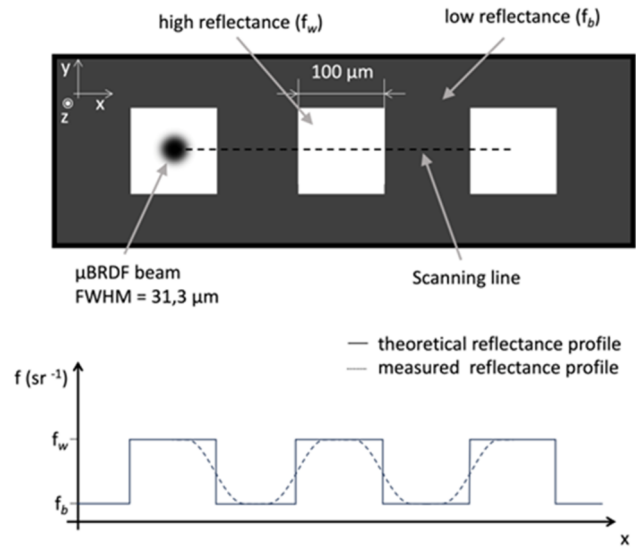 high reflectance (fw)
low reflectance (fb)
y
x
z
100 µm
µBRDF beam
FWHM = 31,3 µm
Scanning line
theoretical reflectance profile
measured reflectance profile
f (sr -1)
fw
fb
x